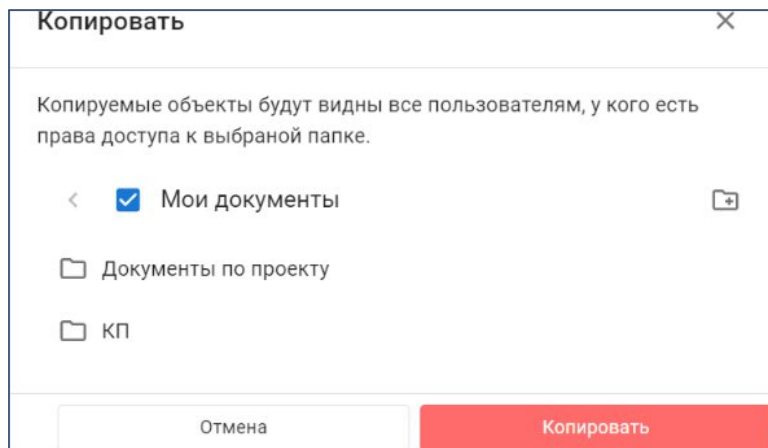 Копировать
Копируемые объекты будут видны все пользователям, у кого есть
права доступа к выбраной папке.
Мои документы
Документы по проекту
КП
Отмена
Копировать